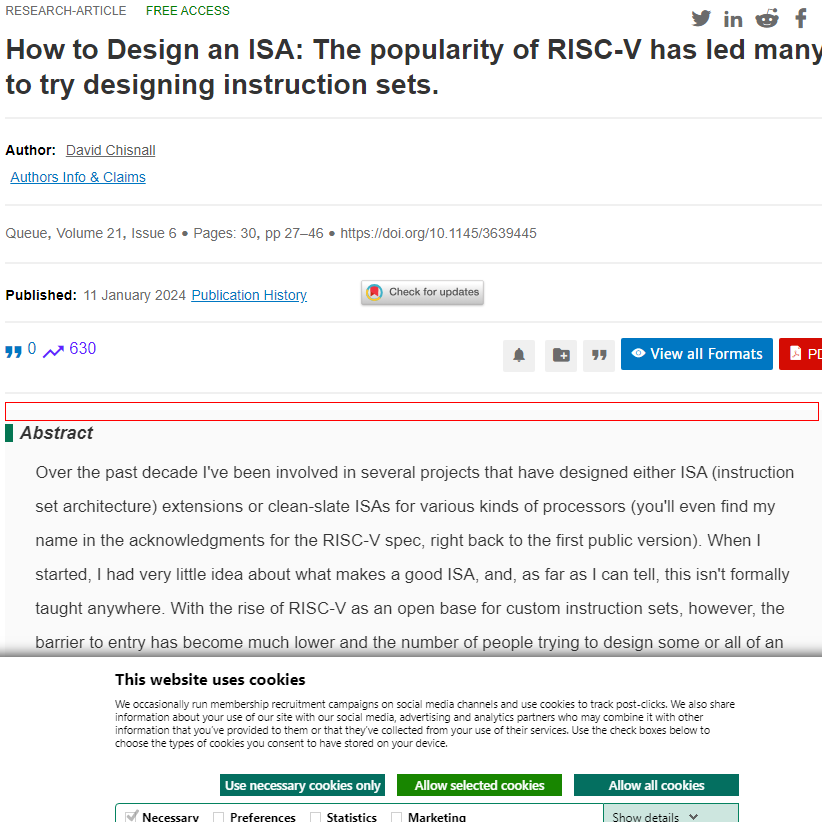 RESEARCH-ARTICLE FREE ACCESS
How to Design an ISA: The popularity of RISC-V has led many
to try designing instruction sets.
Author: David Chisnall
Authors Info & Claims
Queue, Volume 21, Issue 6 • Pages: 30, pp 27–46 • https://doi.org/10.1145/3639445
Published: 11 January 2024 Publication History Check for updates
0 630
View all Formats PD
Abstract
Over the past decade I've been involved in several projects that have designed either ISA (instruction
set architecture) extensions or clean-slate ISAs for various kinds of processors (you'll even find my
name in the acknowledgments for the RISC-V spec, right back to the first public version). When I
started, I had very little idea about what makes a good ISA, and, as far as I can tell, this isn't formally
taught anywhere. With the rise of RISC-V as an open base for custom instruction sets, however, the
barrier to entry has become much lower and the number of people trying to design some or all of an
This website uses cookies
We occasionally run membership recruitment campaigns on social media channels and use cookies to track post-clicks. We also share
information about your use of our site with our social media, advertising and analytics partners who may combine it with other
information that you've provided to them or that they've collected from your use of their services. Use the check boxes below to
choose the types of cookies you consent to have stored on your device.
Use necessary cookies only Allow selected cookies Allow all cookies
Necessary Preferences Statistics Marketing Show details